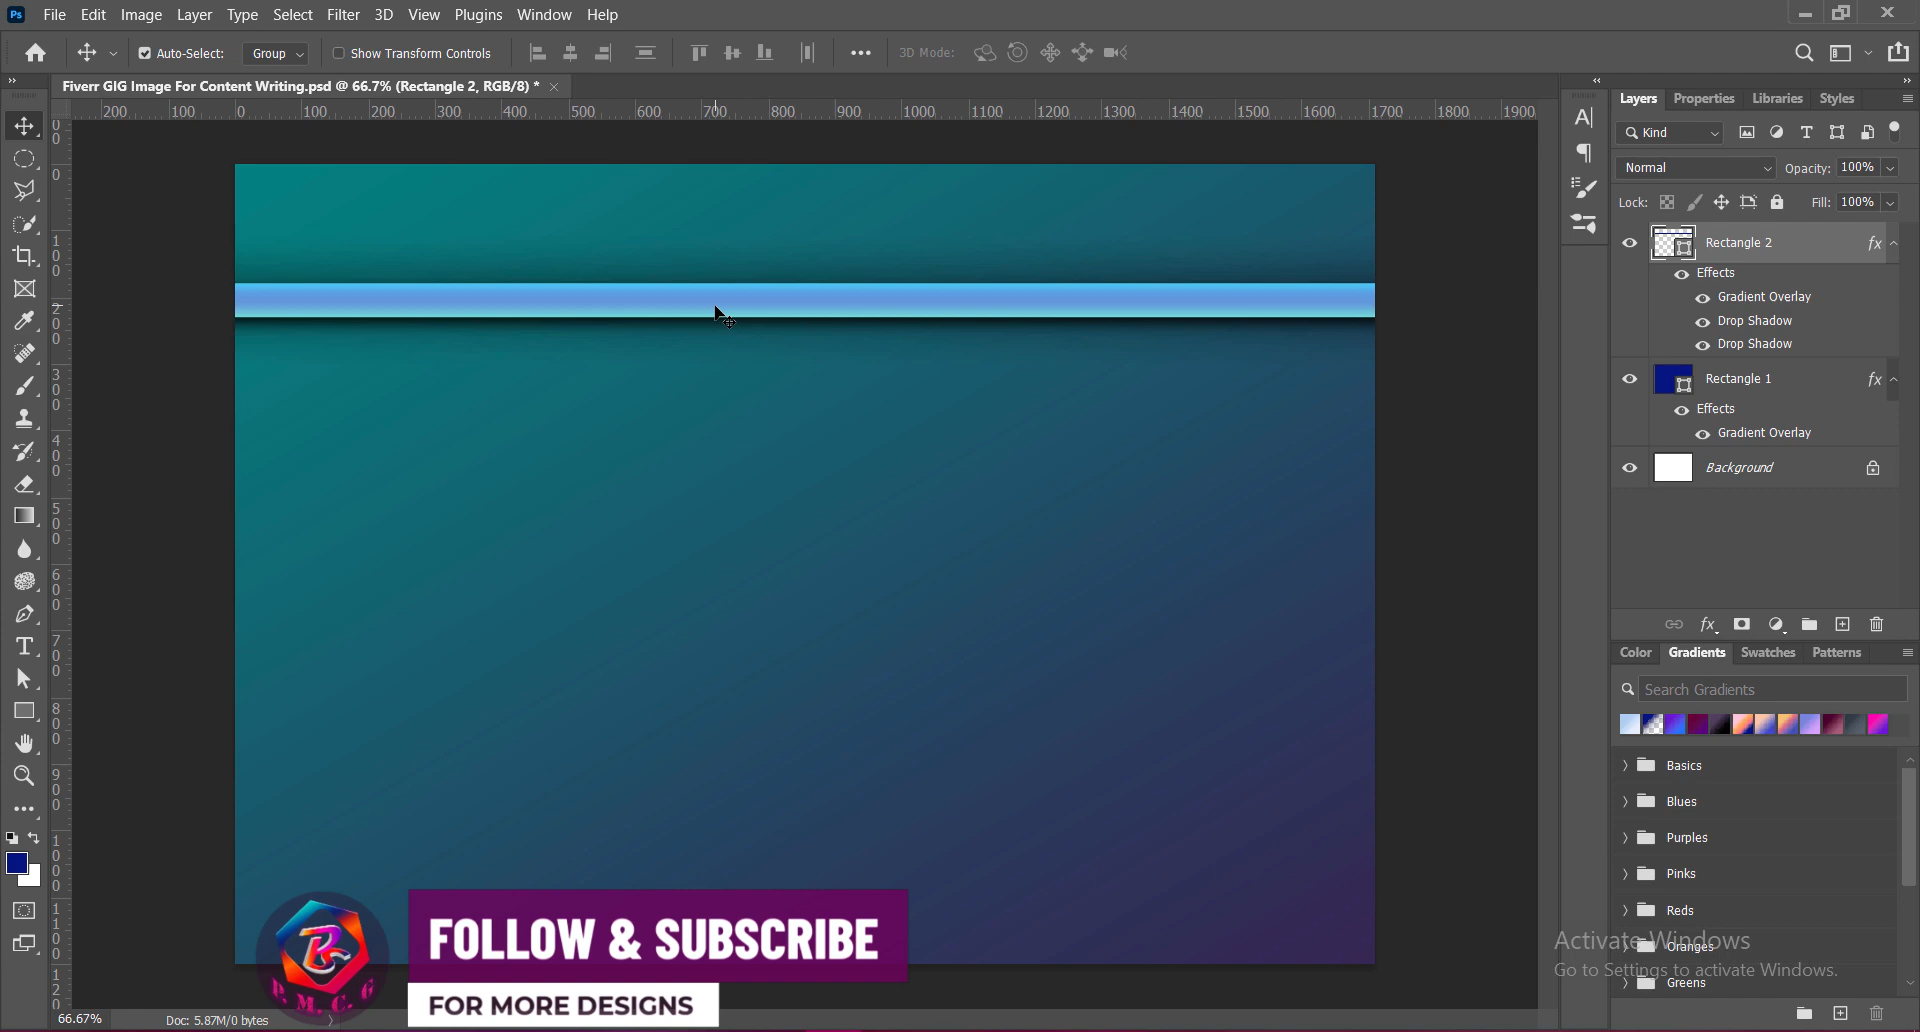 File Edit Image Layer Type Select Filter 3D View Plugins Window Help
Auto-Select: Group Show Transform Controls 3D Mode:
Fiverr GIG Image For Content Writing.psd @ 66.7% (Rectangle 2, RGB/8) *
200 100 0 100 200 300 400 500 600 700 800 900 1000 1100 1200 1300 1400 1500 1600 1700 1800 1900
Layers Properties Libraries Styles
Kind
Normal Opacity: 100%
Lock: Fill: 100%
Rectangle 2 fx
Effects
Gradient Overlay
Drop Shadow
Drop Shadow
Rectangle 1 fx
Effects
Gradient Overlay
Background
Color Gradients Swatches Patterns
Search Gradients
Basics
Blues
Purples
Pinks
Reds
Oranges
Greens
Activate Windows
Go to Settings to activate Windows.
FOLLOW & SUBSCRIBE
FOR MORE DESIGNS
P. M. C. G
66.67% Doc: 5.87M/0 bytes